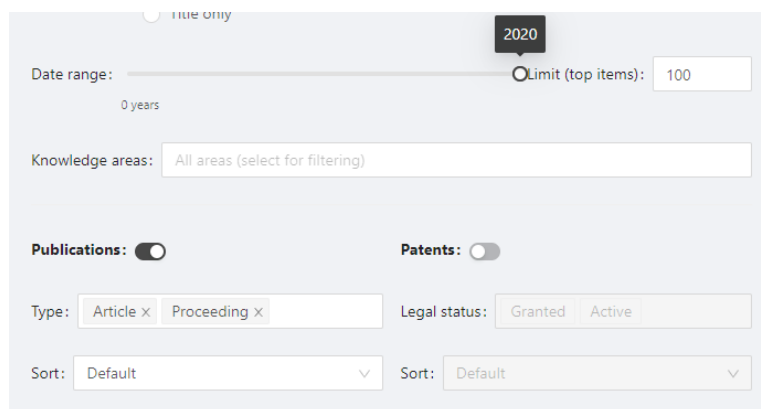 Title only
2020
Date range: Limit (top items): 100
0 years
Knowledge areas: All areas (select for filtering)
Publications: Patents:
Type: Article × Proceeding × Legal status: Granted Active
Sort: Default Sort: Default